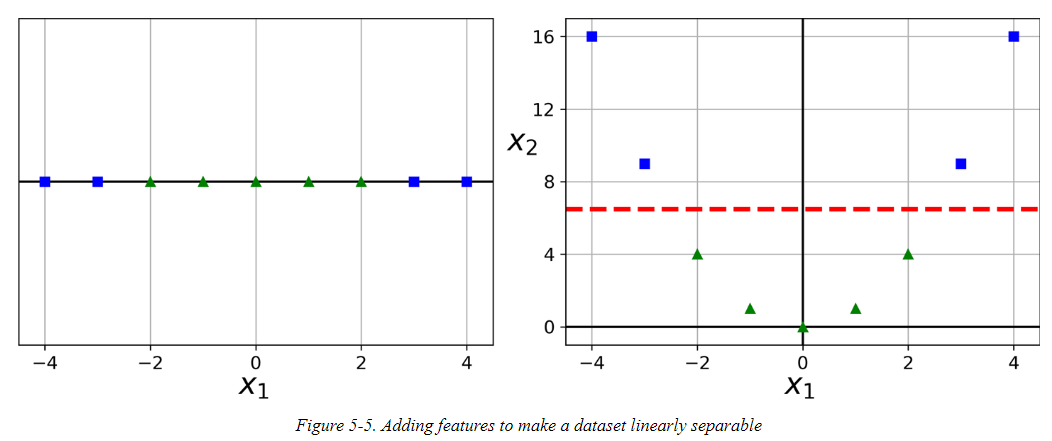 16
12
x₂
8
4
0
−4 −2 0 2 4
x₁
−4 −2 0 2 4
x₁
Figure 5-5. Adding features to make a dataset linearly separable